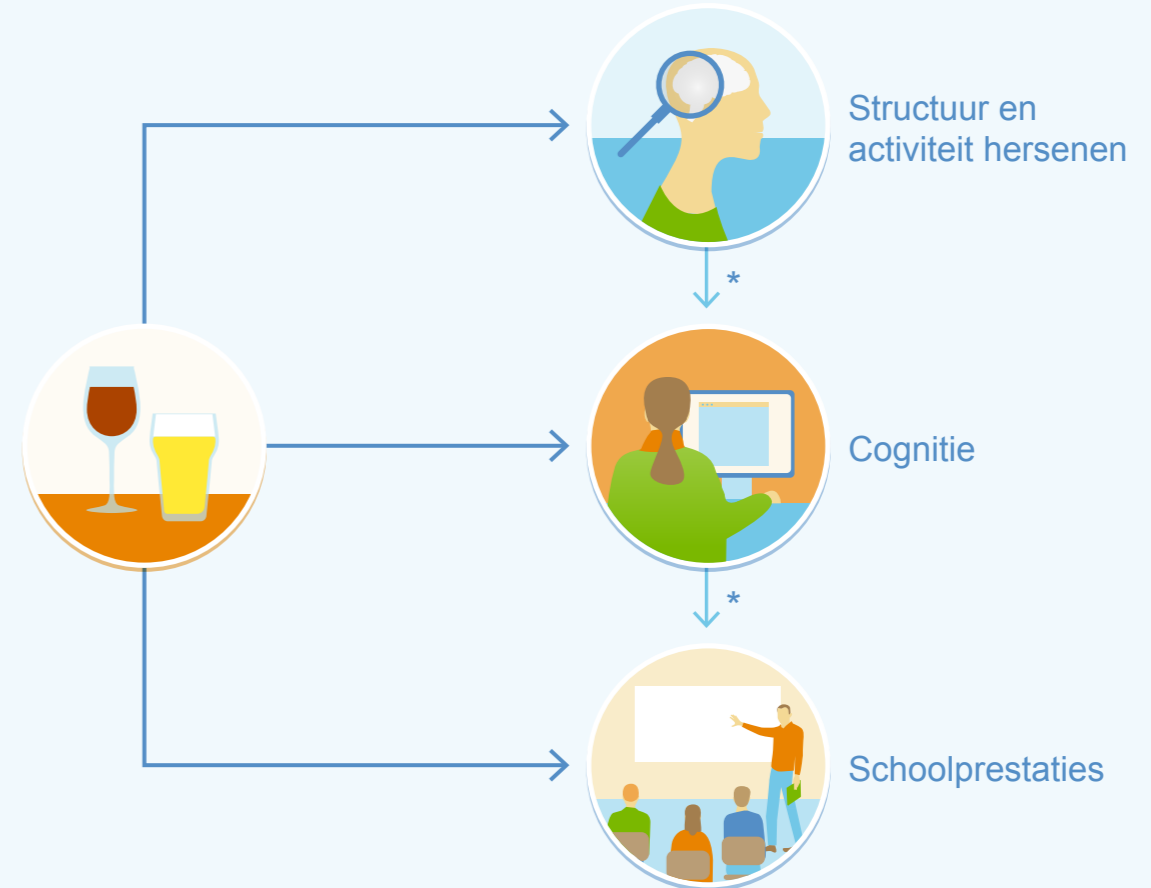 Structuur en
activiteit hersenen
*
Cognitie
*
Schoolprestaties